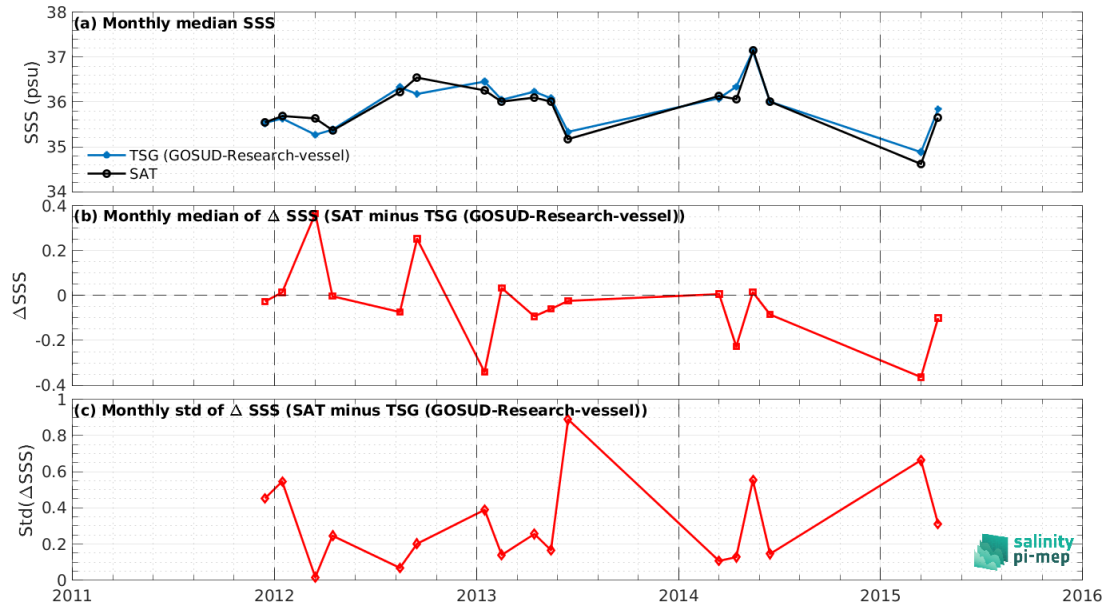 (a) Monthly median SSS
38
37
36
35
34
SSS (psu)
TSG (GOSUD-Research-vessel)
SAT
(b) Monthly median of Δ SSS (SAT minus TSG (GOSUD-Research-vessel))
0.4
0.2
0
-0.2
-0.4
ΔSSS
(c) Monthly std of Δ SSS (SAT minus TSG (GOSUD-Research-vessel))
1
0.8
0.6
0.4
0.2
0
Std(ΔSSS)
salinity
pi-mep
2011 2012 2013 2014 2015 2016